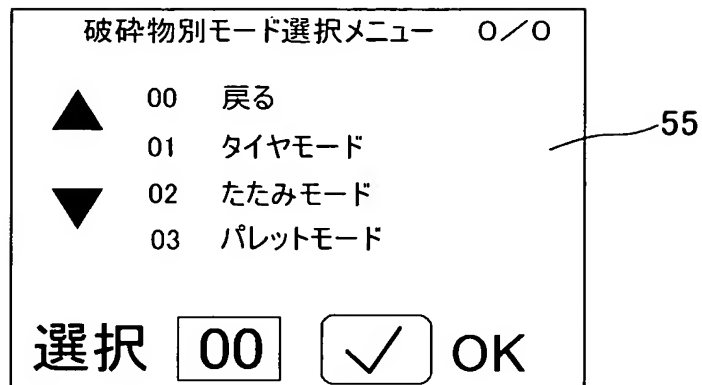 破砕物別モード選択メニュー 0／0
00 戻る
01 タイヤモード
02 たたみモード
03 パレットモード
55
選択 00 OK